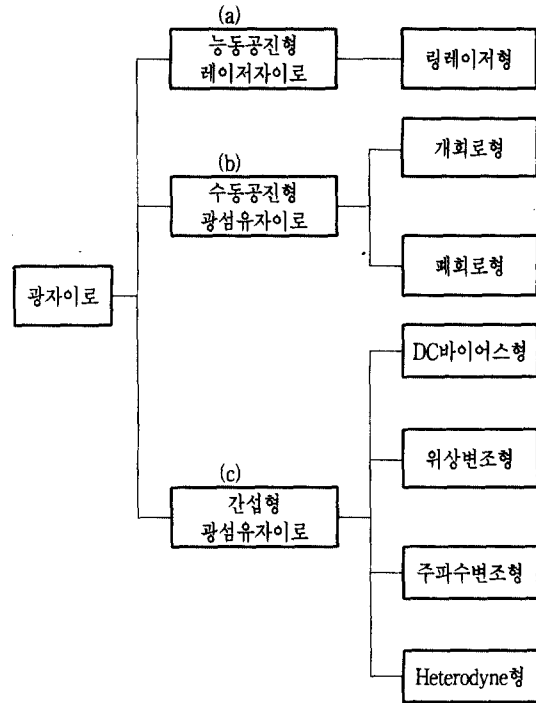 (a)
능동공진형
레이저자이로
링레이저형
개회로형
(b)
수동공진형
광섬유자이로
폐회로형
광자이로
DC바이어스형
위상변조형
(c)
간섭형
광섬유자이로
주파수변조형
Heterodyne형